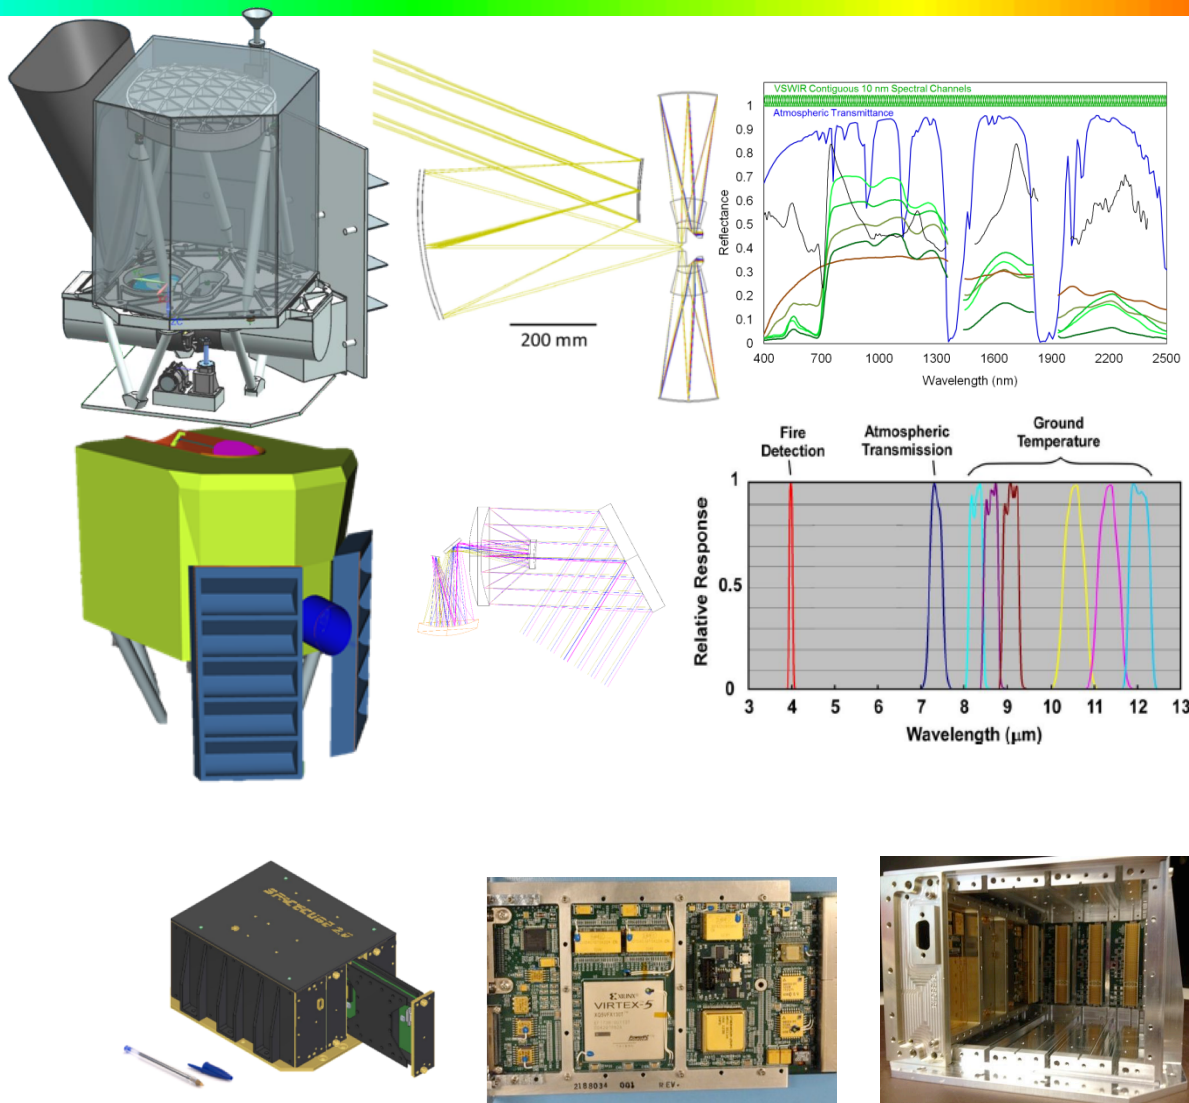 VSWIR Contiguous 10 nm Spectral Channels
Atmospheric Transmittance
1
0.9
0.8
0.7
0.6
0.5
0.4
0.3
0.2
0.1
0
Reflectance
400 700 1000 1300 1600 1900 2200 2500
Wavelength (nm)
200 mm
Fire
Detection
Atmospheric
Transmission
Ground
Temperature
1
0.5
0
Relative Response
3 4 5 6 7 8 9 10 11 12 13
Wavelength (μm)
SPACECUBE 2.0
XILINX
VIRTEX-5
2188034 001 REV-